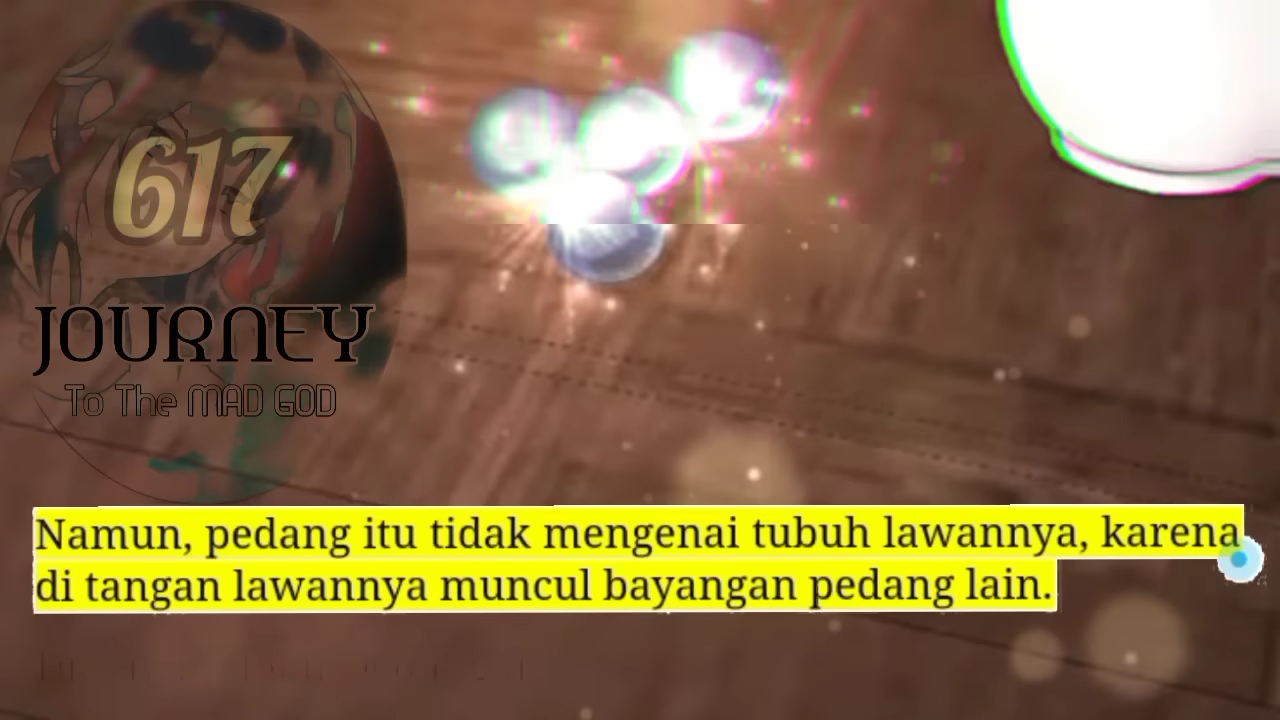 617
JOURNEY
To The MAD GOD
Namun, pedang itu tidak mengenai tubuh lawannya, karena
di tangan lawannya muncul bayangan pedang lain.